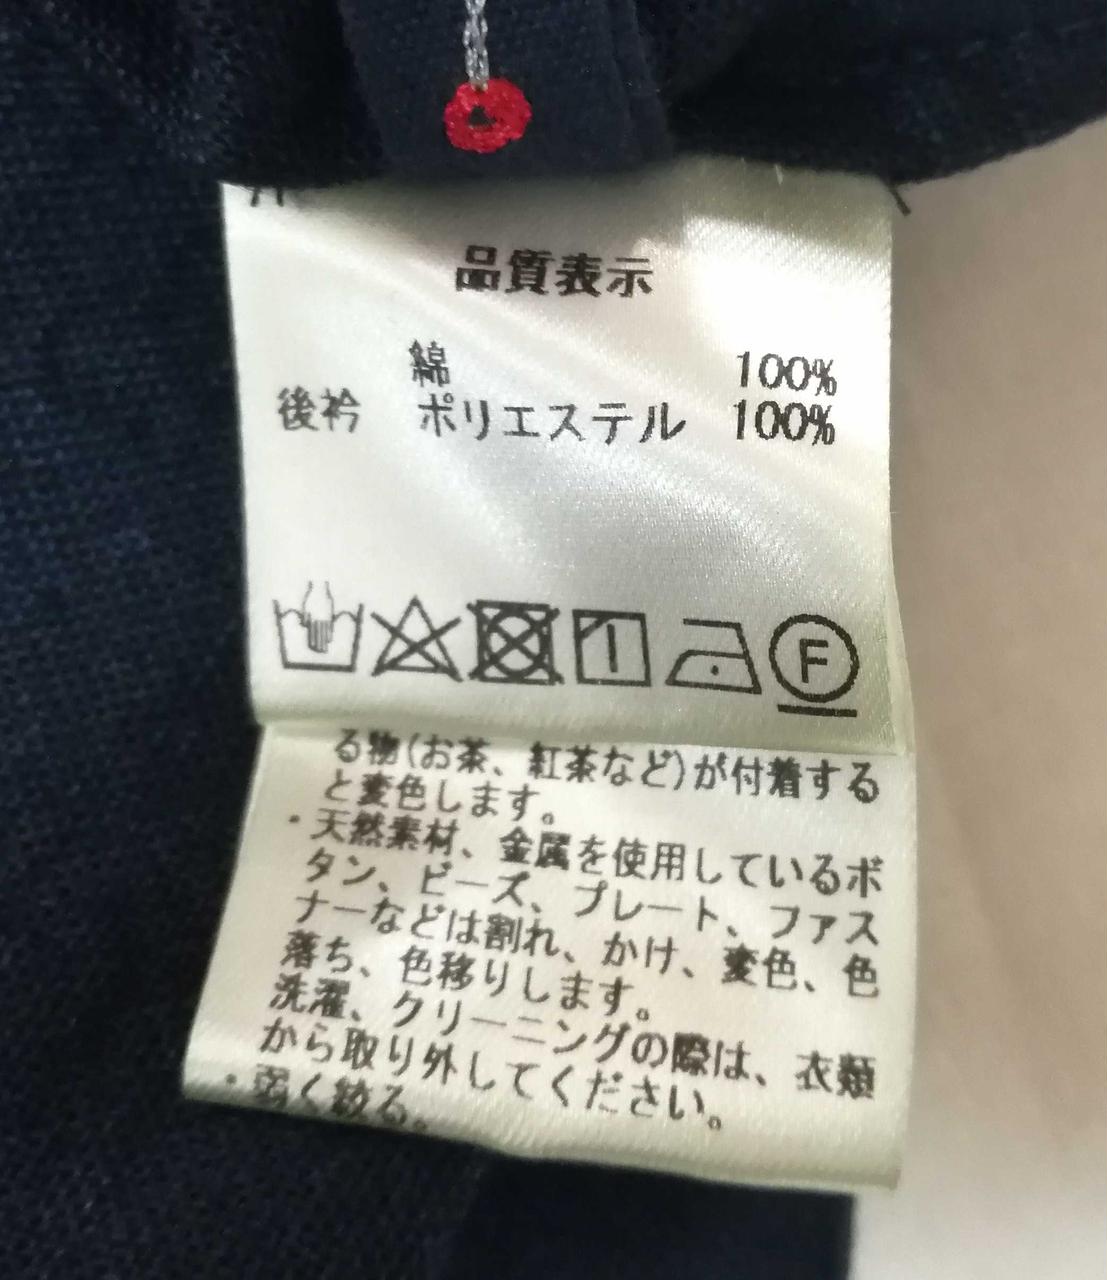 品質表示
綿 100%
後衿 ポリエステル 100%
F
る物(お茶、紅茶など)が付着する
と変色します。
・天然素材、金属を使用しているボ
タン、ビーズ、プレート、ファス
ナーなどは割れ、かけ、変色、色
落ち、色移りします。
洗濯、クリーニングの際は、衣類
から取り外してください。
・弱く絞る。